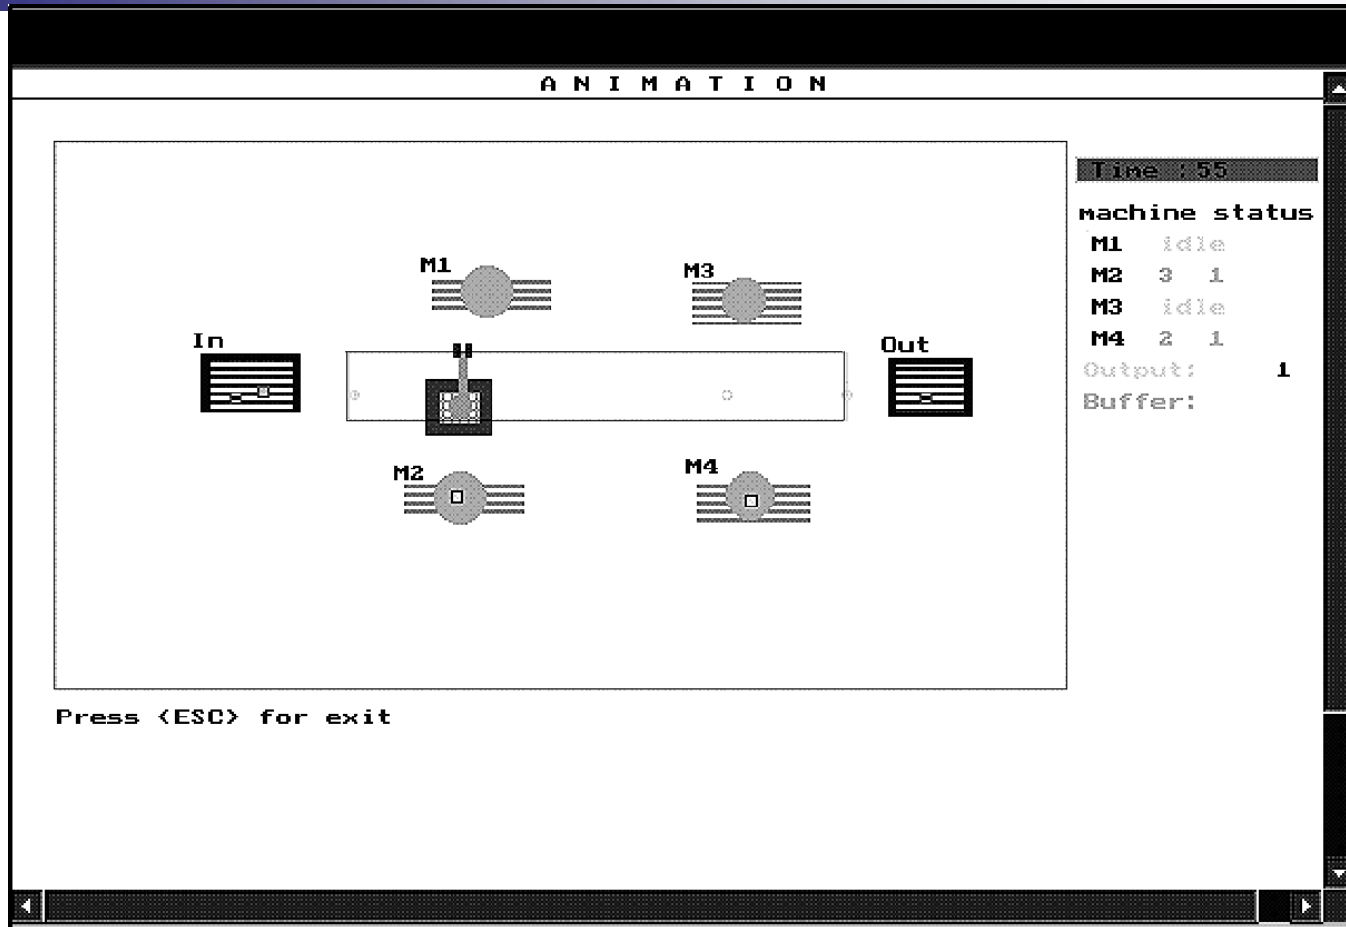 A N I M A T I O N
Time :55
machine status
M1 idle
M2 3 1
M3 idle
M4 2 1
Output: 1
Buffer:
M1
M3
In
Out
M2
M4
Press <ESC> for exit